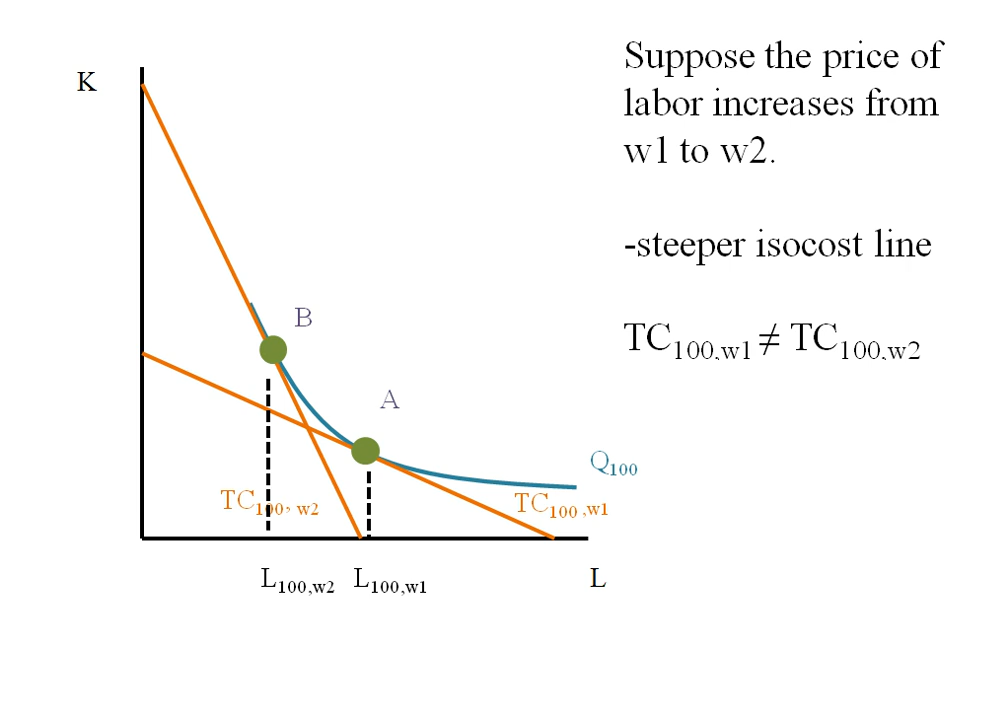 K
Suppose the price of
labor increases from
w1 to w2.
-steeper isocost line
TC100,w1 ≠ TC100,w2
B
A
Q100
TC100, w2
TC100 ,w1
L100,w2
L100,w1
L